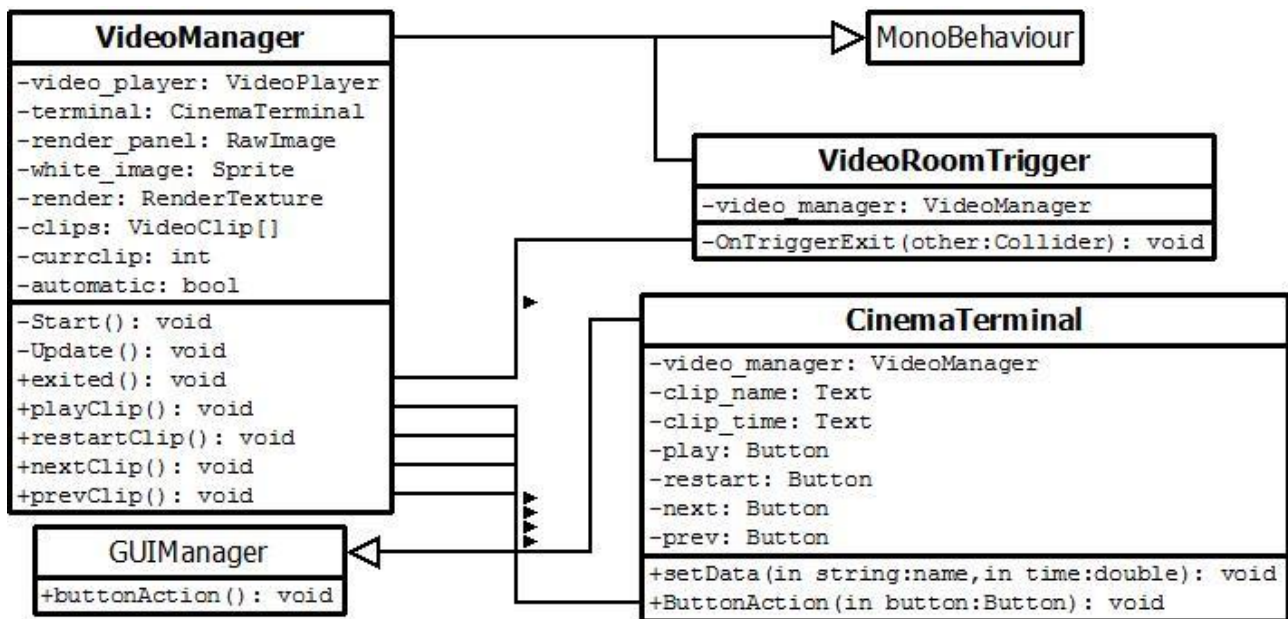 VideoManager
-video_player: VideoPlayer
-terminal: CinemaTerminal
-render_panel: RawImage
-white_image: Sprite
-render: RenderTexture
-clips: VideoClip[]
-currclip: int
-automatic: bool
-Start(): void
-Update(): void
+exited(): void
+playClip(): void
+restartClip(): void
+nextClip(): void
+prevClip(): void
MonoBehaviour
VideoRoomTrigger
-video_manager: VideoManager
-OnTriggerExit(other:Collider): void
CinemaTerminal
-video_manager: VideoManager
-clip_name: Text
-clip_time: Text
-play: Button
-restart: Button
-next: Button
-prev: Button
+setData(in string:name,in time:double): void
+ButtonAction(in button:Button): void
GUIManager
+buttonAction(): void